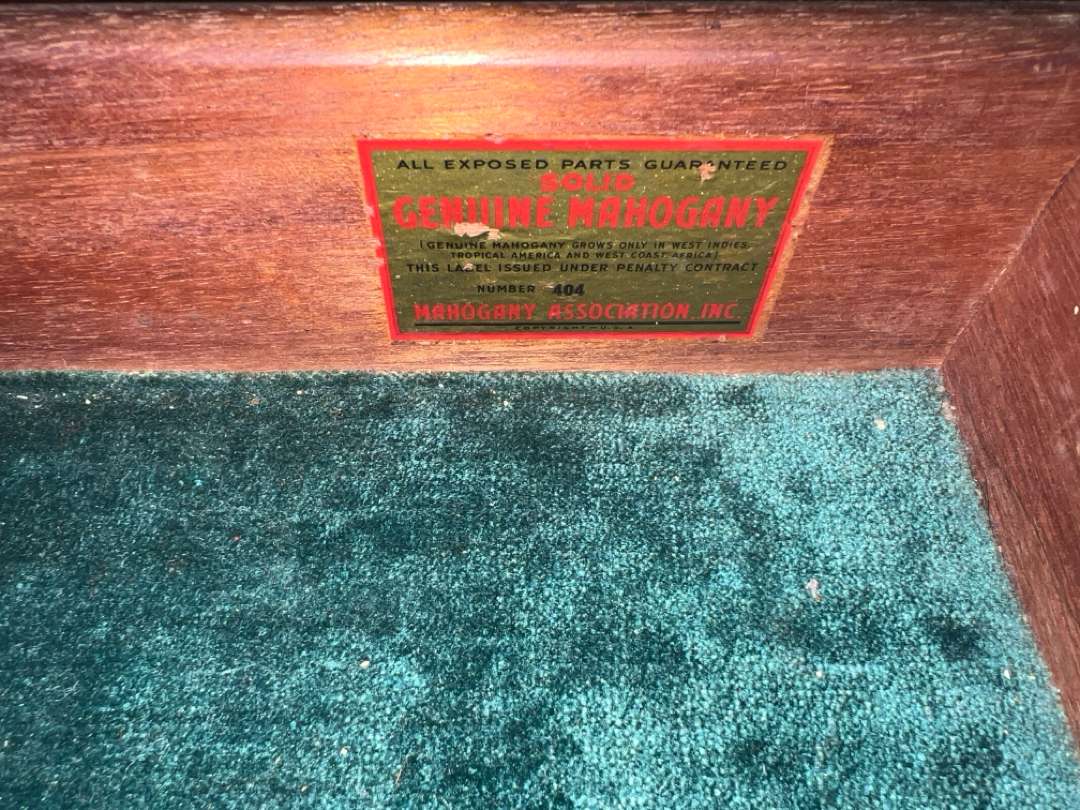 ALL EXPOSED PARTS GUARANTEED
SOLID
GENUINE MAHOGANY
(GENUINE MAHOGANY GROWS ONLY IN WEST INDIES,
TROPICAL AMERICA AND WEST COAST AFRICA)
THIS LABEL ISSUED UNDER PENALTY CONTRACT
NUMBER 404
MAHOGANY ASSOCIATION INC.
COPYRIGHT—U.S.A.